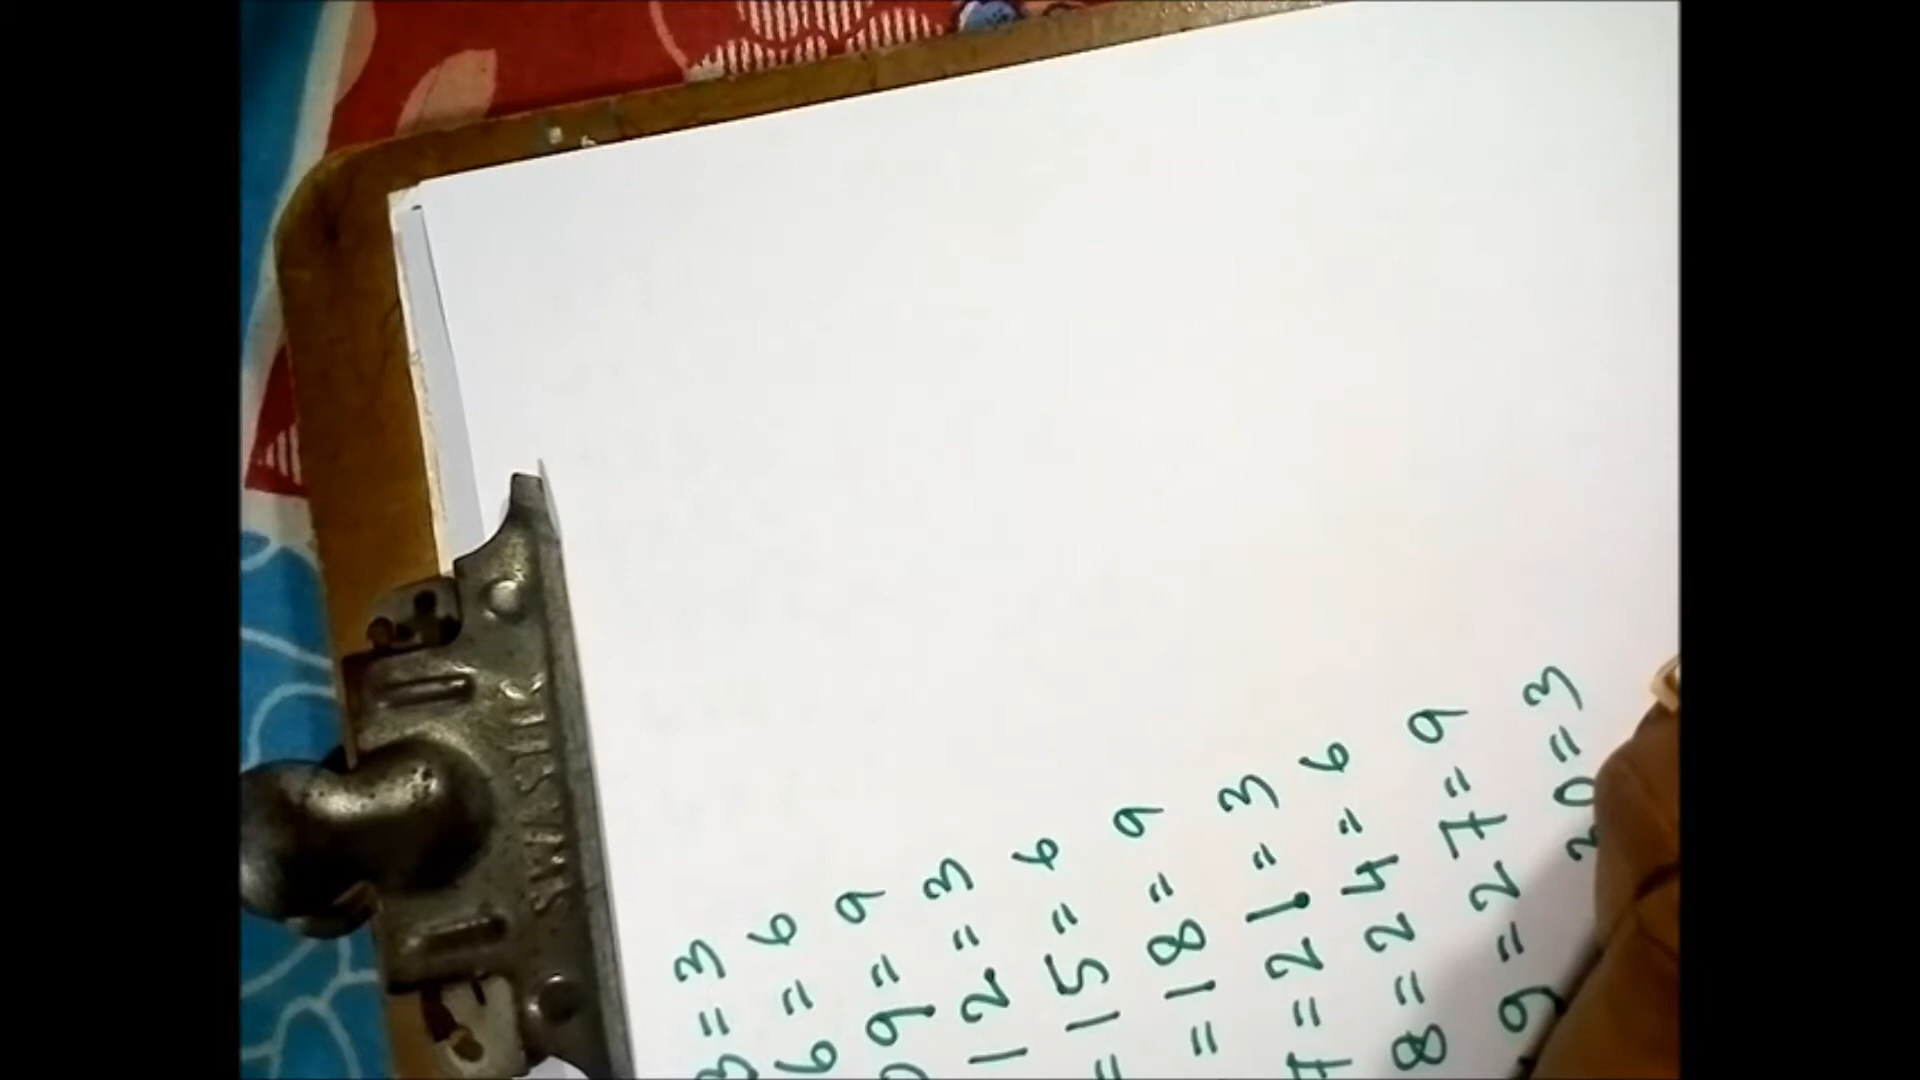 3 = 3
6 = 6
9 = 9
12 = 3
= 15 = 6
= 18 = 9
7 = 21 = 3
8 = 24 = 6
9 = 27 = 9
30 = 3